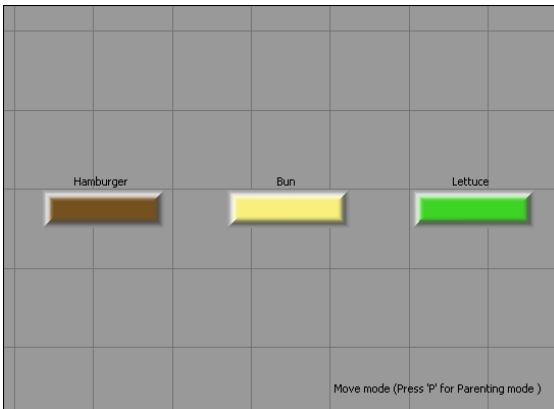 Hamburger
Bun
Lettuce
Move mode (Press 'P' for Parenting mode )